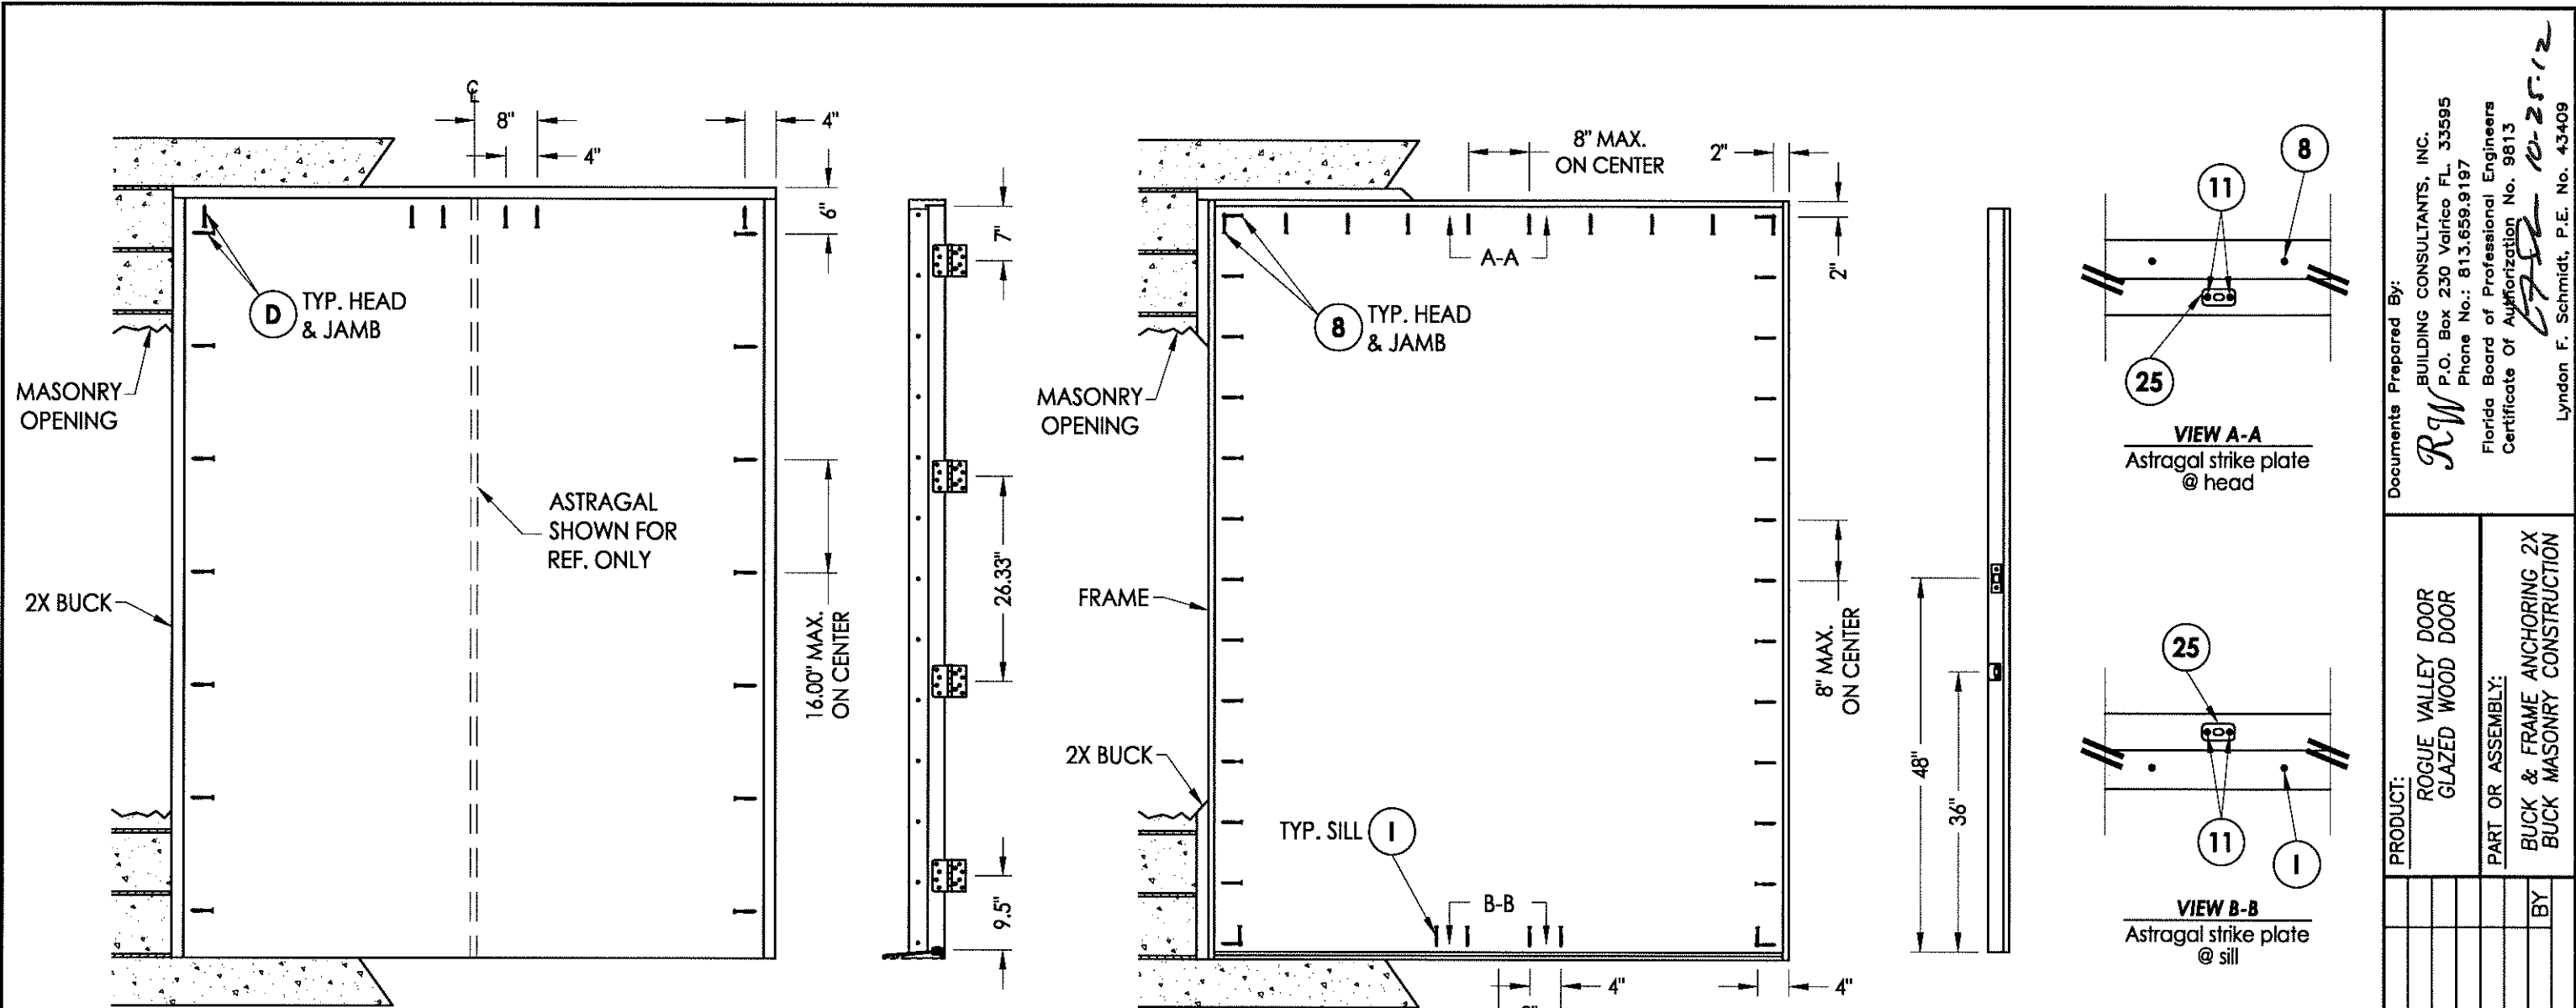 ℄
8"
4"
4"
6"
D
TYP. HEAD
& JAMB
MASONRY
OPENING
ASTRAGAL
SHOWN FOR
REF. ONLY
2X BUCK
16.00" MAX.
ON CENTER
7"
26.33"
9.5"
8" MAX.
ON CENTER
2"
2"
A-A
8
TYP. HEAD
& JAMB
MASONRY
OPENING
FRAME
8" MAX.
ON CENTER
2X BUCK
TYP. SILL
I
B-B
4"
4"
48"
36"
11
8
25
VIEW A-A
Astragal strike plate
@ head
25
11
I
VIEW B-B
Astragal strike plate
@ sill
Documents Prepared By:
RW BUILDING CONSULTANTS, INC.
P.O. Box 230 Valrico FL. 33595
Phone No.: 813.659.9197
Florida Board of Professional Engineers
Certificate Of Authorization No. 9813
10-25-12
Lyndon F. Schmidt, P.E. No. 43409
PRODUCT:
ROGUE VALLEY DOOR
GLAZED WOOD DOOR
PART OR ASSEMBLY:
BUCK & FRAME ANCHORING 2X
BUCK MASONRY CONSTRUCTION
BY